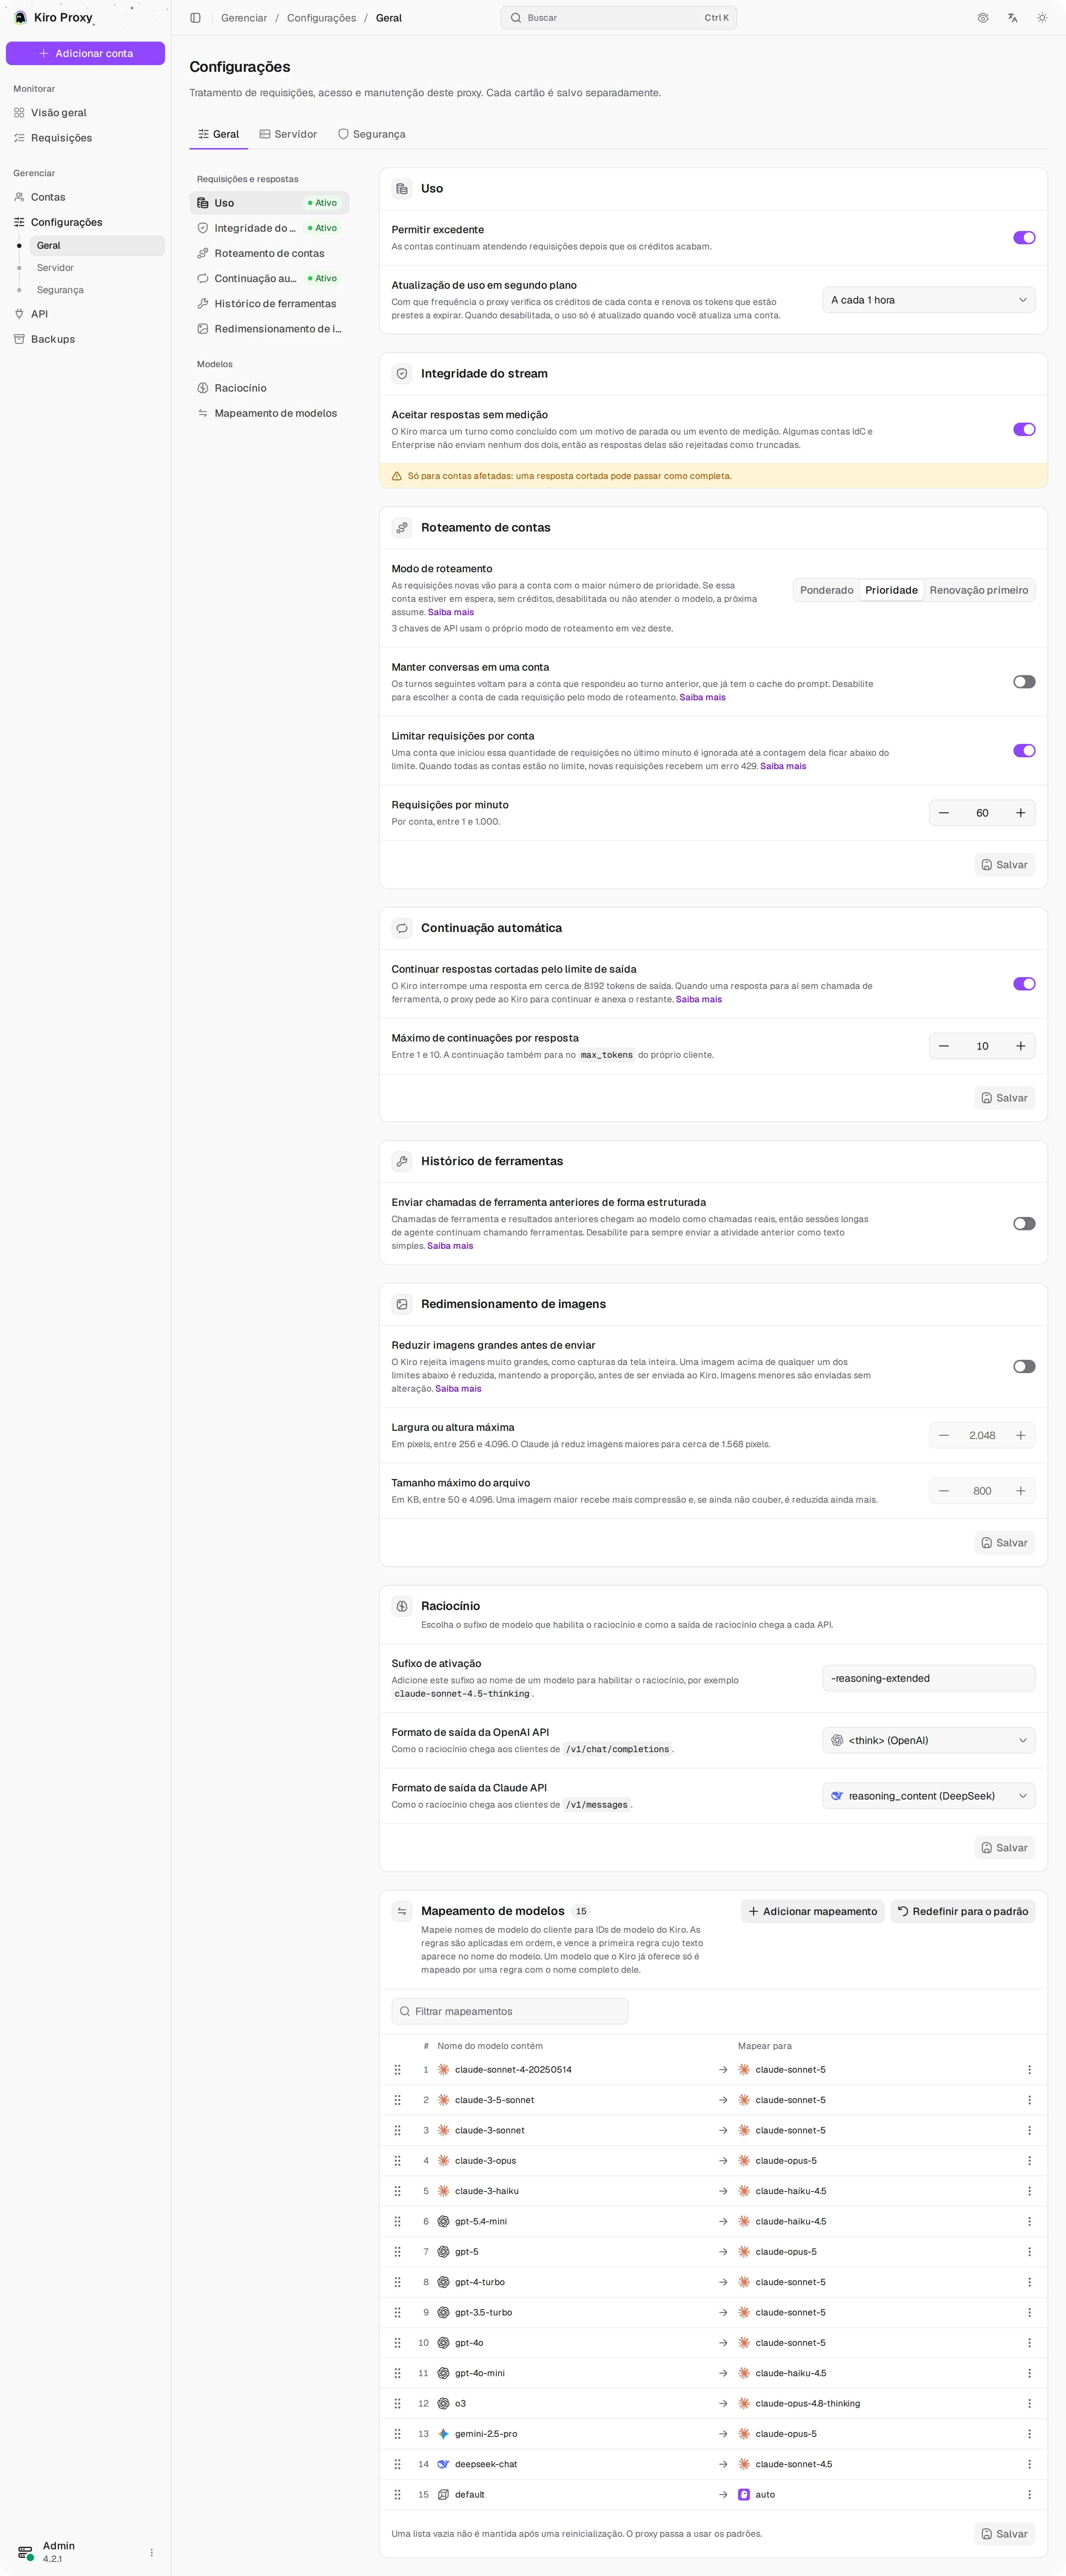 Kiro Proxy
Adicionar conta
Monitorar
Visão geral
Requisições
Gerenciar
Contas
Configurações
Geral
Servidor
Segurança
API
Backups
Admin
4.2.1
Gerenciar / Configurações / Geral
Buscar
Ctrl K
Configurações
Tratamento de requisições, acesso e manutenção deste proxy. Cada cartão é salvo separadamente.
Geral
Servidor
Segurança
Requisições e respostas
Uso Ativo
Integridade do ... Ativo
Roteamento de contas
Continuação au... Ativo
Histórico de ferramentas
Redimensionamento de i...
Modelos
Raciocínio
Mapeamento de modelos
Uso
Permitir excedente
As contas continuam atendendo requisições depois que os créditos acabam.
Atualização de uso em segundo plano
Com que frequência o proxy verifica os créditos de cada conta e renova os tokens que estão
prestes a expirar. Quando desabilitada, o uso só é atualizado quando você atualiza uma conta.
A cada 1 hora
Integridade do stream
Aceitar respostas sem medição
O Kiro marca um turno como concluído com um motivo de parada ou um evento de medição. Algumas contas IdC e
Enterprise não enviam nenhum dos dois, então as respostas delas são rejeitadas como truncadas.
Só para contas afetadas: uma resposta cortada pode passar como completa.
Roteamento de contas
Modo de roteamento
As requisições novas vão para a conta com o maior número de prioridade. Se essa
conta estiver em espera, sem créditos, desabilitada ou não atender o modelo, a próxima
assume. Saiba mais
3 chaves de API usam o próprio modo de roteamento em vez deste.
Ponderado
Prioridade
Renovação primeiro
Manter conversas em uma conta
Os turnos seguintes voltam para a conta que respondeu ao turno anterior, que já tem o cache do prompt. Desabilite
para escolher a conta de cada requisição pelo modo de roteamento. Saiba mais
Limitar requisições por conta
Uma conta que iniciou essa quantidade de requisições no último minuto é ignorada até a contagem dela ficar abaixo do
limite. Quando todas as contas estão no limite, novas requisições recebem um erro 429. Saiba mais
Requisições por minuto
Por conta, entre 1 e 1.000.
60
Salvar
Continuação automática
Continuar respostas cortadas pelo limite de saída
O Kiro interrompe uma resposta em cerca de 8.192 tokens de saída. Quando uma resposta para aí sem chamada de
ferramenta, o proxy pede ao Kiro para continuar e anexa o restante. Saiba mais
Máximo de continuações por resposta
Entre 1 e 10. A continuação também para no max_tokens do próprio cliente.
10
Salvar
Histórico de ferramentas
Enviar chamadas de ferramenta anteriores de forma estruturada
Chamadas de ferramenta e resultados anteriores chegam ao modelo como chamadas reais, então sessões longas
de agente continuam chamando ferramentas. Desabilite para sempre enviar a atividade anterior como texto
simples. Saiba mais
Redimensionamento de imagens
Reduzir imagens grandes antes de enviar
O Kiro rejeita imagens muito grandes, como capturas da tela inteira. Uma imagem acima de qualquer um dos
limites abaixo é reduzida, mantendo a proporção, antes de ser enviada ao Kiro. Imagens menores são enviadas sem
alteração. Saiba mais
Largura ou altura máxima
Em pixels, entre 256 e 4.096. O Claude já reduz imagens maiores para cerca de 1.568 pixels.
2.048
Tamanho máximo do arquivo
Em KB, entre 50 e 4.096. Uma imagem maior recebe mais compressão e, se ainda não couber, é reduzida ainda mais.
800
Salvar
Raciocínio
Escolha o sufixo de modelo que habilita o raciocínio e como a saída de raciocínio chega a cada API.
Sufixo de ativação
Adicione este sufixo ao nome de um modelo para habilitar o raciocínio, por exemplo
claude-sonnet-4.5-thinking.
-reasoning-extended
Formato de saída da OpenAI API
Como o raciocínio chega aos clientes de /v1/chat/completions.
<think> (OpenAI)
Formato de saída da Claude API
Como o raciocínio chega aos clientes de /v1/messages.
reasoning_content (DeepSeek)
Salvar
Mapeamento de modelos 15
Mapeie nomes de modelo do cliente para IDs de modelo do Kiro. As
regras são aplicadas em ordem, e vence a primeira regra cujo texto
aparece no nome do modelo. Um modelo que o Kiro já oferece só é
mapeado por uma regra com o nome completo dele.
Adicionar mapeamento
Redefinir para o padrão
Filtrar mapeamentos
# Nome do modelo contém Mapear para
1 claude-sonnet-4-20250514 claude-sonnet-5
2 claude-3-5-sonnet claude-sonnet-5
3 claude-3-sonnet claude-sonnet-5
4 claude-3-opus claude-opus-5
5 claude-3-haiku claude-haiku-4.5
6 gpt-5.4-mini claude-haiku-4.5
7 gpt-5 claude-opus-5
8 gpt-4-turbo claude-sonnet-5
9 gpt-3.5-turbo claude-sonnet-5
10 gpt-4o claude-sonnet-5
11 gpt-4o-mini claude-haiku-4.5
12 o3 claude-opus-4.8-thinking
13 gemini-2.5-pro claude-opus-5
14 deepseek-chat claude-sonnet-4.5
15 default auto
Uma lista vazia não é mantida após uma reinicialização. O proxy passa a usar os padrões.
Salvar